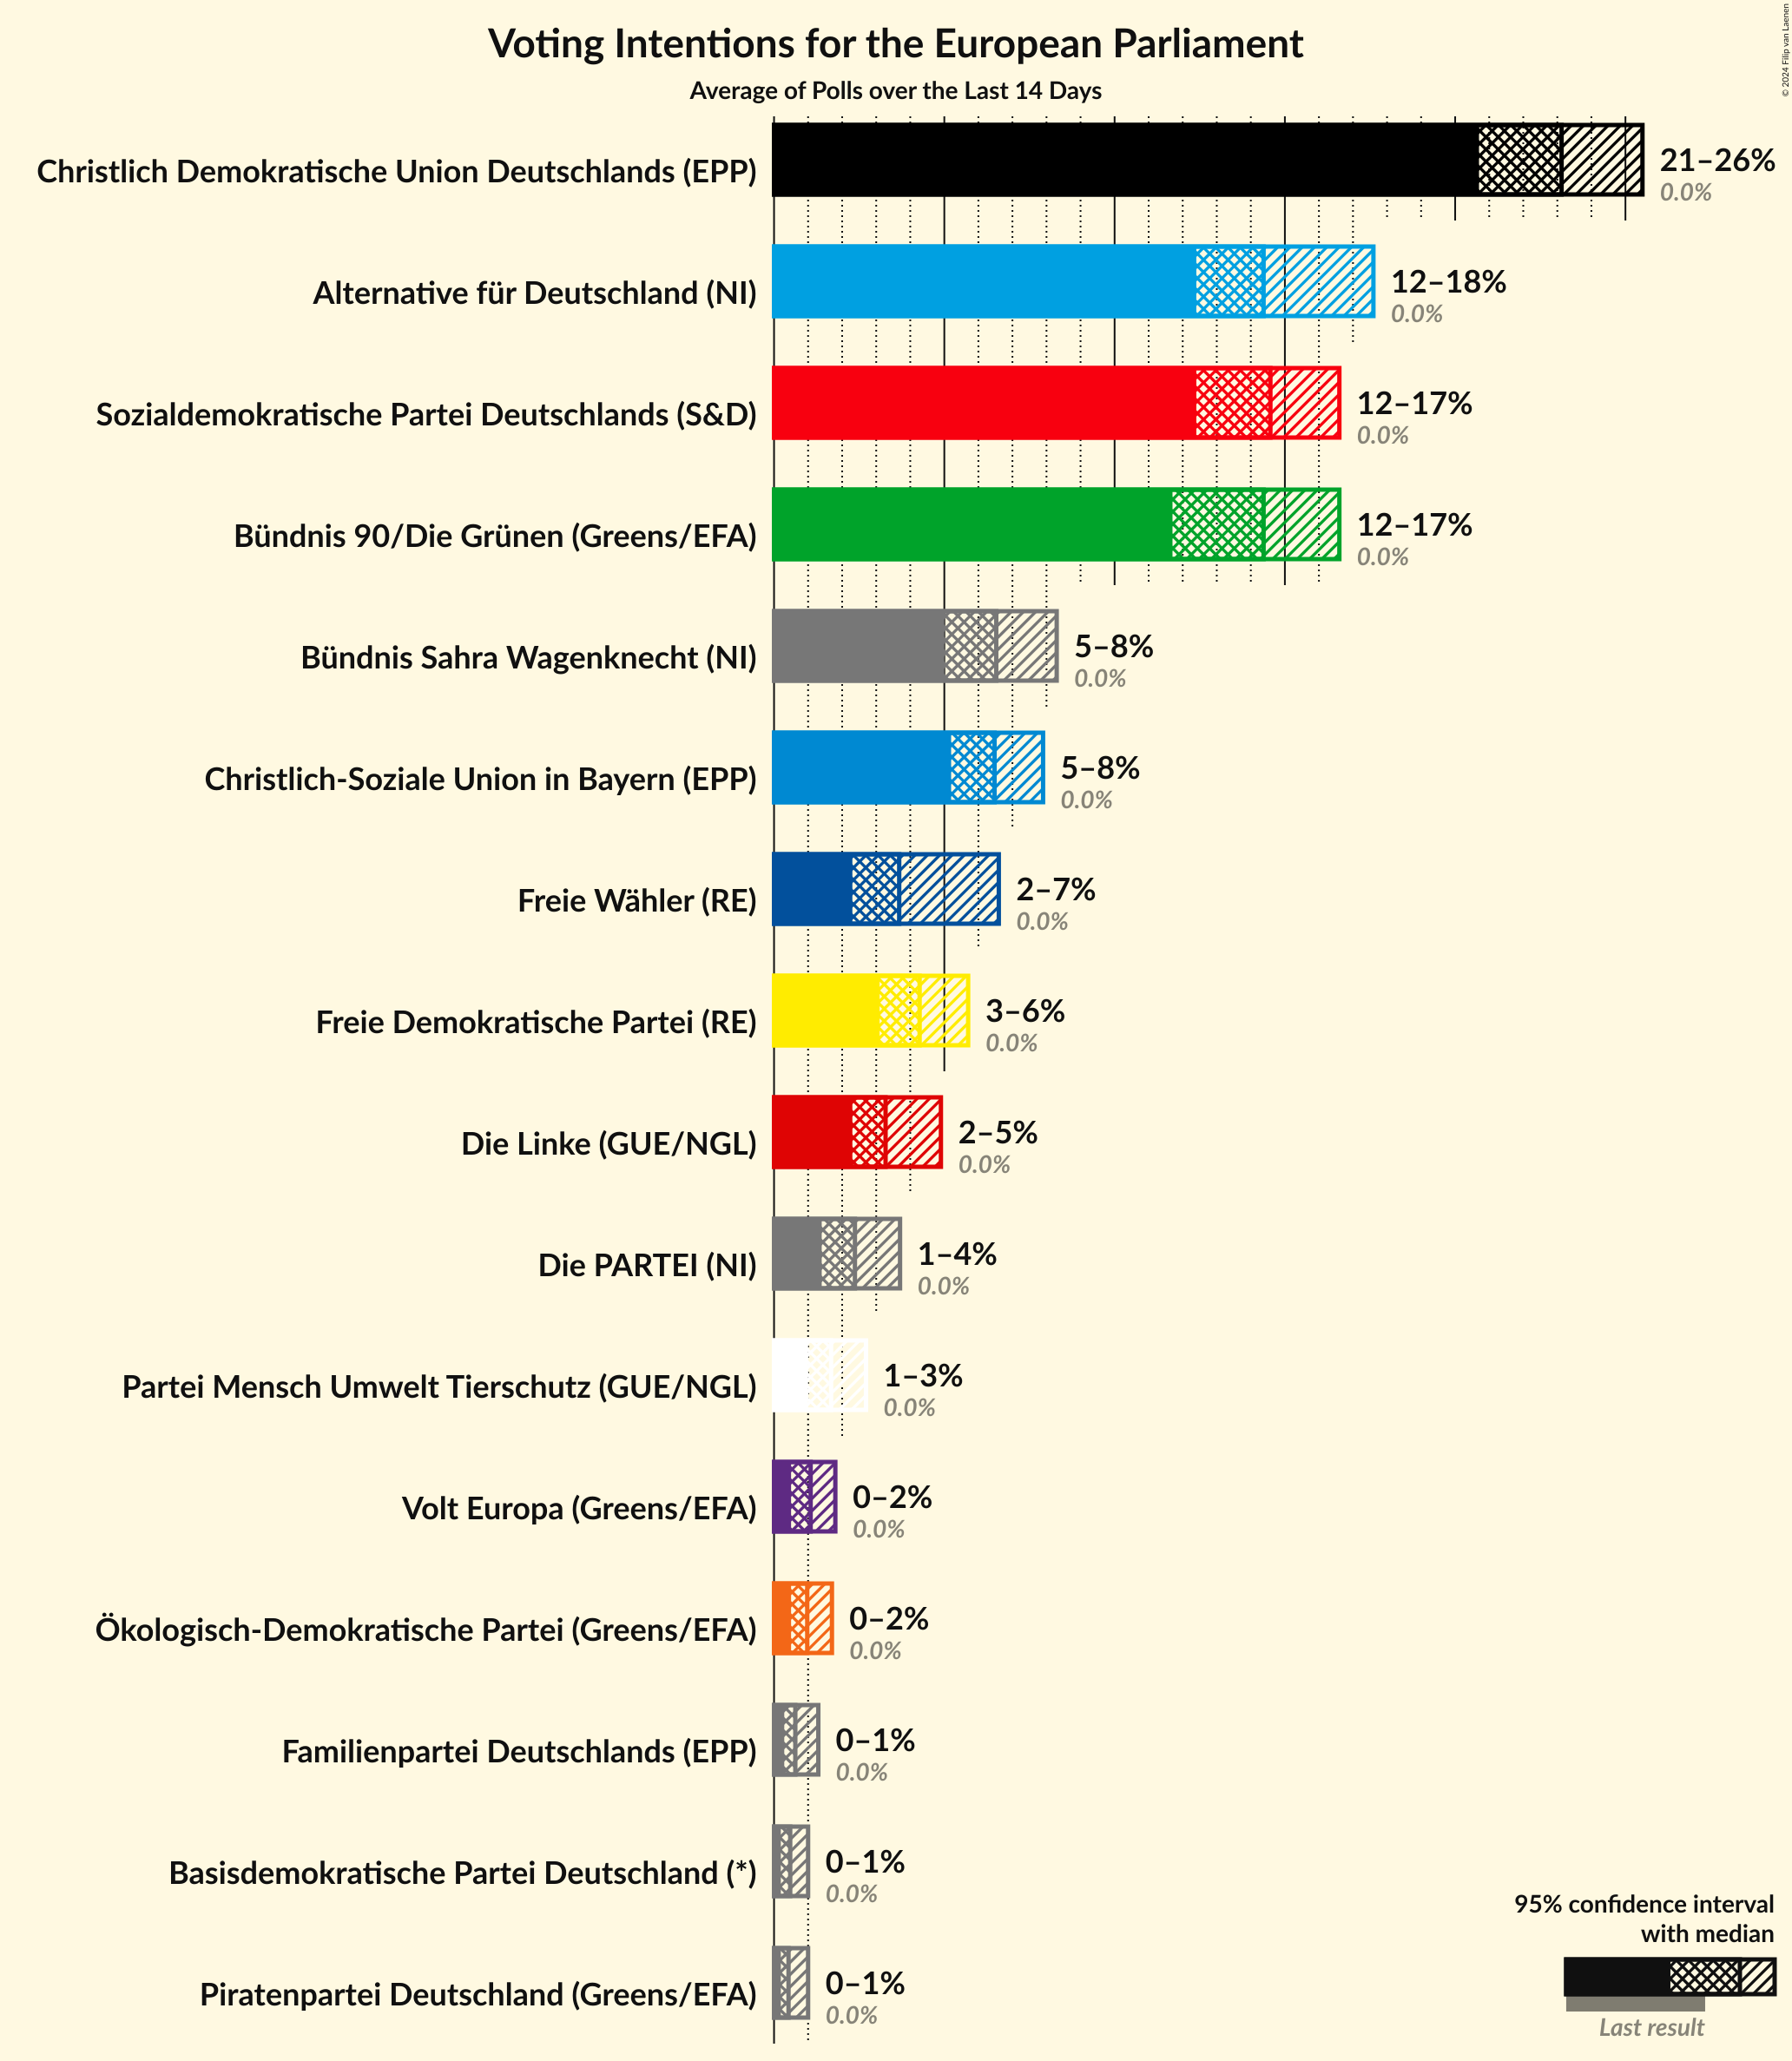 Voting Intentions for the European Parliament
Average of Polls over the Last 14 Days
© 2024 Filip van Laenen
Christlich Demokratische Union Deutschlands (EPP)
21–26%
0.0%
Alternative für Deutschland (NI)
12–18%
0.0%
Sozialdemokratische Partei Deutschlands (S&D)
12–17%
0.0%
Bündnis 90/Die Grünen (Greens/EFA)
12–17%
0.0%
Bündnis Sahra Wagenknecht (NI)
5–8%
0.0%
Christlich-Soziale Union in Bayern (EPP)
5–8%
0.0%
Freie Wähler (RE)
2–7%
0.0%
Freie Demokratische Partei (RE)
3–6%
0.0%
Die Linke (GUE/NGL)
2–5%
0.0%
Die PARTEI (NI)
1–4%
0.0%
Partei Mensch Umwelt Tierschutz (GUE/NGL)
1–3%
0.0%
Volt Europa (Greens/EFA)
0–2%
0.0%
Ökologisch-Demokratische Partei (Greens/EFA)
0–2%
0.0%
Familienpartei Deutschlands (EPP)
0–1%
0.0%
Basisdemokratische Partei Deutschland (*)
0–1%
0.0%
Piratenpartei Deutschland (Greens/EFA)
0–1%
0.0%
95% confidence interval
with median
Last result